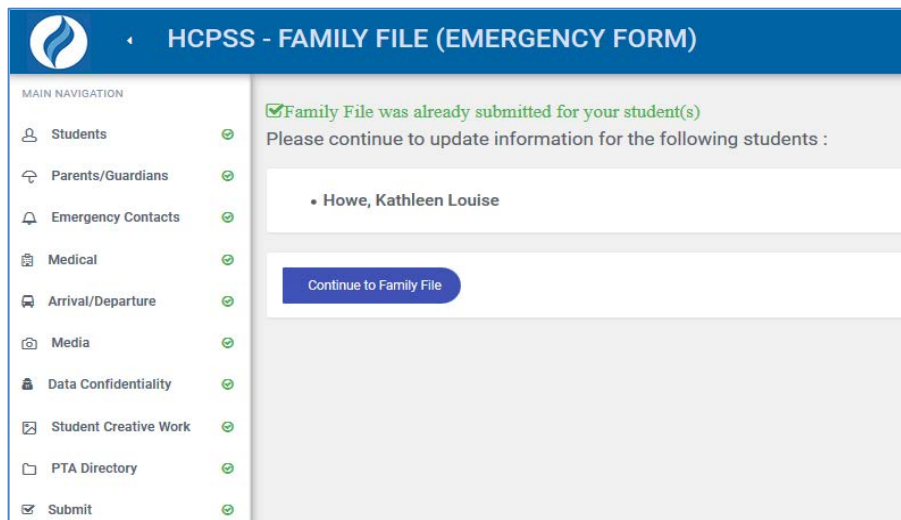 HCPSS - FAMILY FILE (EMERGENCY FORM)
MAIN NAVIGATION
Students
Parents/Guardians
Emergency Contacts
Medical
Arrival/Departure
Media
Data Confidentiality
Student Creative Work
PTA Directory
Submit
Family File was already submitted for your student(s)
Please continue to update information for the following students :
• Howe, Kathleen Louise
Continue to Family File